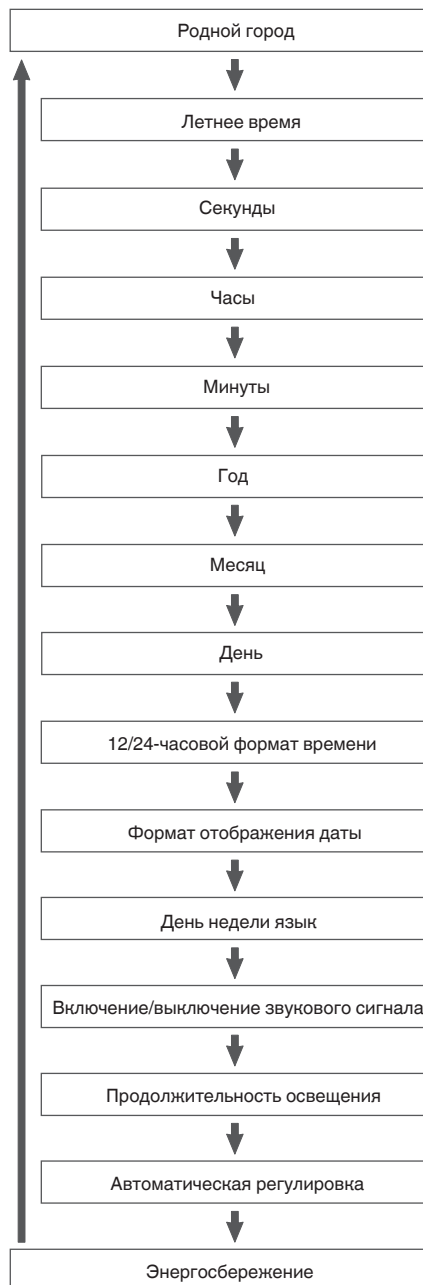 Родной город
Летнее время
Секунды
Часы
Минуты
Год
Месяц
День
12/24-часовой формат времени
Формат отображения даты
День недели язык
Включение/выключение звукового сигнала
Продолжительность освещения
Автоматическая регулировка
Энергосбережение